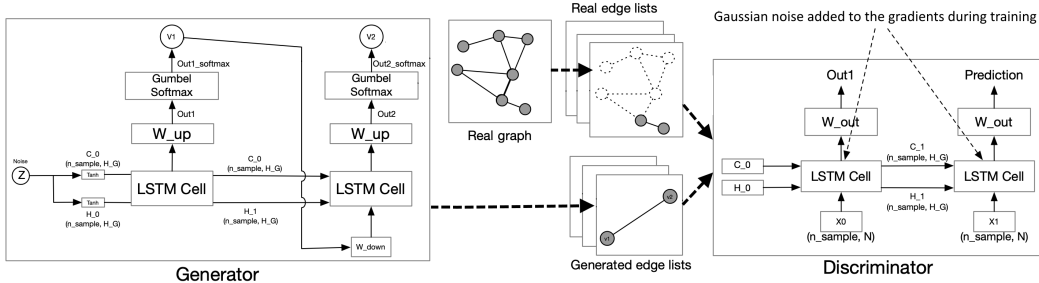 Noise
Z
C_0
(n_sample, H_G)
Tanh
Tanh
H_0
(n_sample, H_G)
V1
Out1_softmax
Gumbel
Softmax
Out1
W_up
LSTM Cell
C_0
(n_sample, H_G)
H_1
(n_sample, H_G)
V2
Out2_softmax
Gumbel
Softmax
Out2
W_up
LSTM Cell
W_down
Generator
Real edge lists
Real graph
v1
v2
Generated edge lists
Gaussian noise added to the gradients during training
Out1
W_out
C_0
H_0
LSTM Cell
C_1
(n_sample, H_G)
H_1
(n_sample, H_G)
X0
(n_sample, N)
Prediction
W_out
LSTM Cell
X1
(n_sample, N)
Discriminator